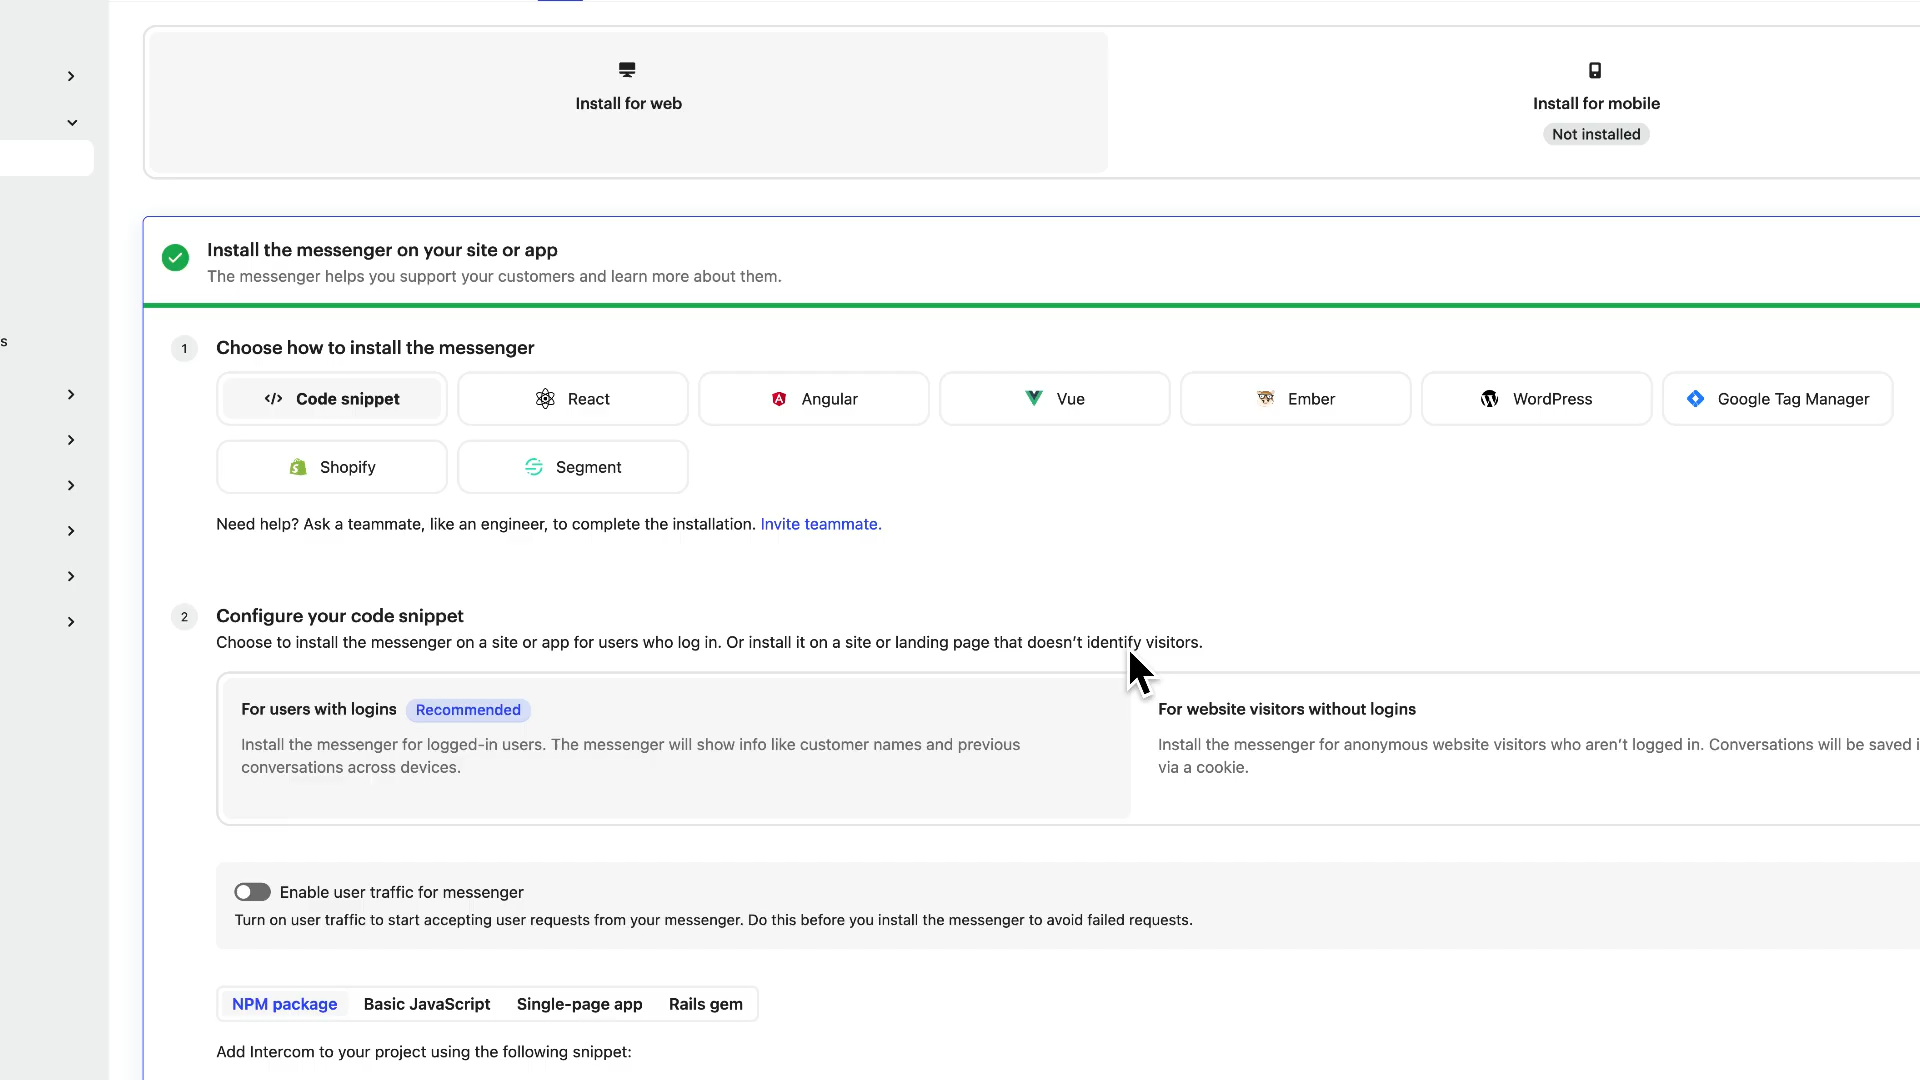 Install for web
Install for mobile
Not installed
Install the messenger on your site or app
The messenger helps you support your customers and learn more about them.
s
1 Choose how to install the messenger
</> Code snippet
React
Angular
Vue
Ember
WordPress
Google Tag Manager
Shopify
Segment
Need help? Ask a teammate, like an engineer, to complete the installation. Invite teammate.
2 Configure your code snippet
Choose to install the messenger on a site or app for users who log in. Or install it on a site or landing page that doesn't identify visitors.
For users with logins Recommended
Install the messenger for logged-in users. The messenger will show info like customer names and previous
conversations across devices.
For website visitors without logins
Install the messenger for anonymous website visitors who aren't logged in. Conversations will be saved i
via a cookie.
Enable user traffic for messenger
Turn on user traffic to start accepting user requests from your messenger. Do this before you install the messenger to avoid failed requests.
NPM package Basic JavaScript Single-page app Rails gem
Add Intercom to your project using the following snippet: